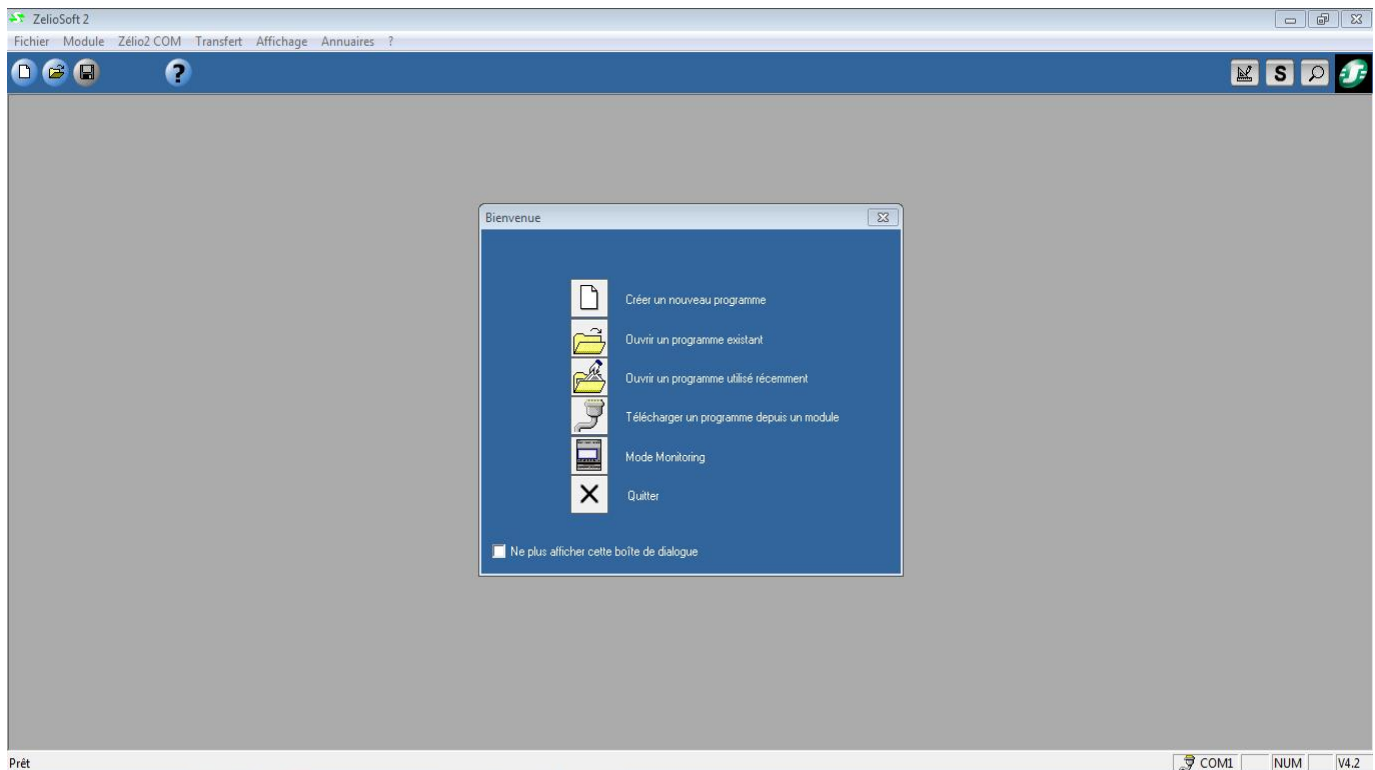 ZelioSoft 2
Fichier Module Zélio2 COM Transfert Affichage Annuaires ?
?
S
Bienvenue
Créer un nouveau programme
Ouvrir un programme existant
Ouvrir un programme utilisé récemment
Télécharger un programme depuis un module
Mode Monitoring
Quitter
Ne plus afficher cette boîte de dialogue
Prêt COM1 NUM V4.2